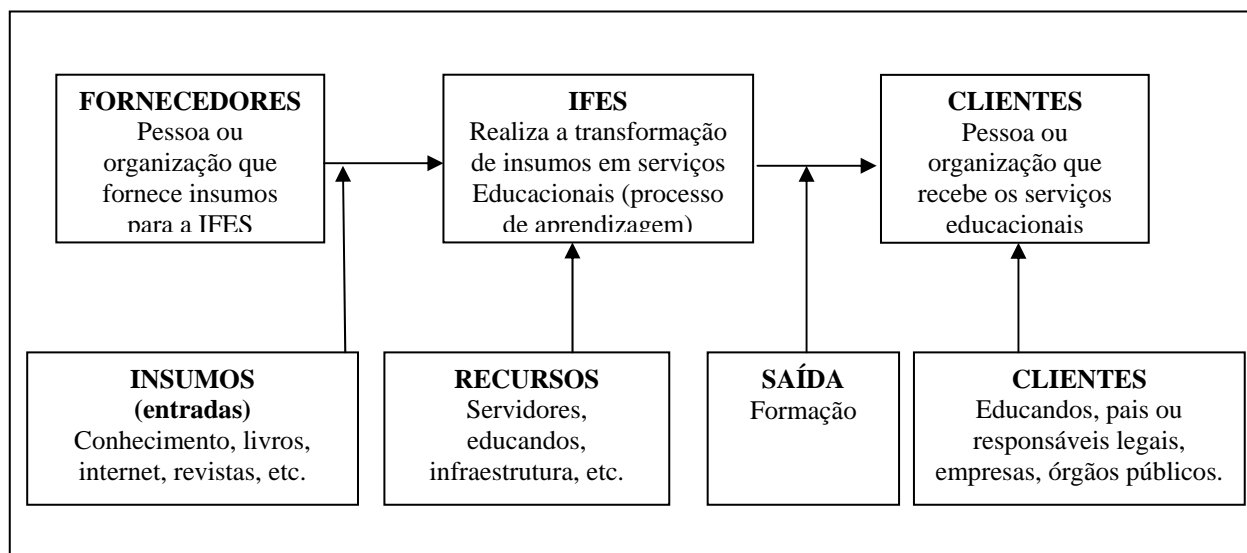 FORNECEDORES
Pessoa ou
organização que
fornece insumos
para a IFES
IFES
Realiza a transformação
de insumos em serviços
Educacionais (processo
de aprendizagem)
CLIENTES
Pessoa ou
organização que
recebe os serviços
educacionais
INSUMOS
(entradas)
Conhecimento, livros,
internet, revistas, etc.
RECURSOS
Servidores,
educandos,
infraestrutura, etc.
SAÍDA
Formação
CLIENTES
Educandos, pais ou
responsáveis legais,
empresas, órgãos públicos.